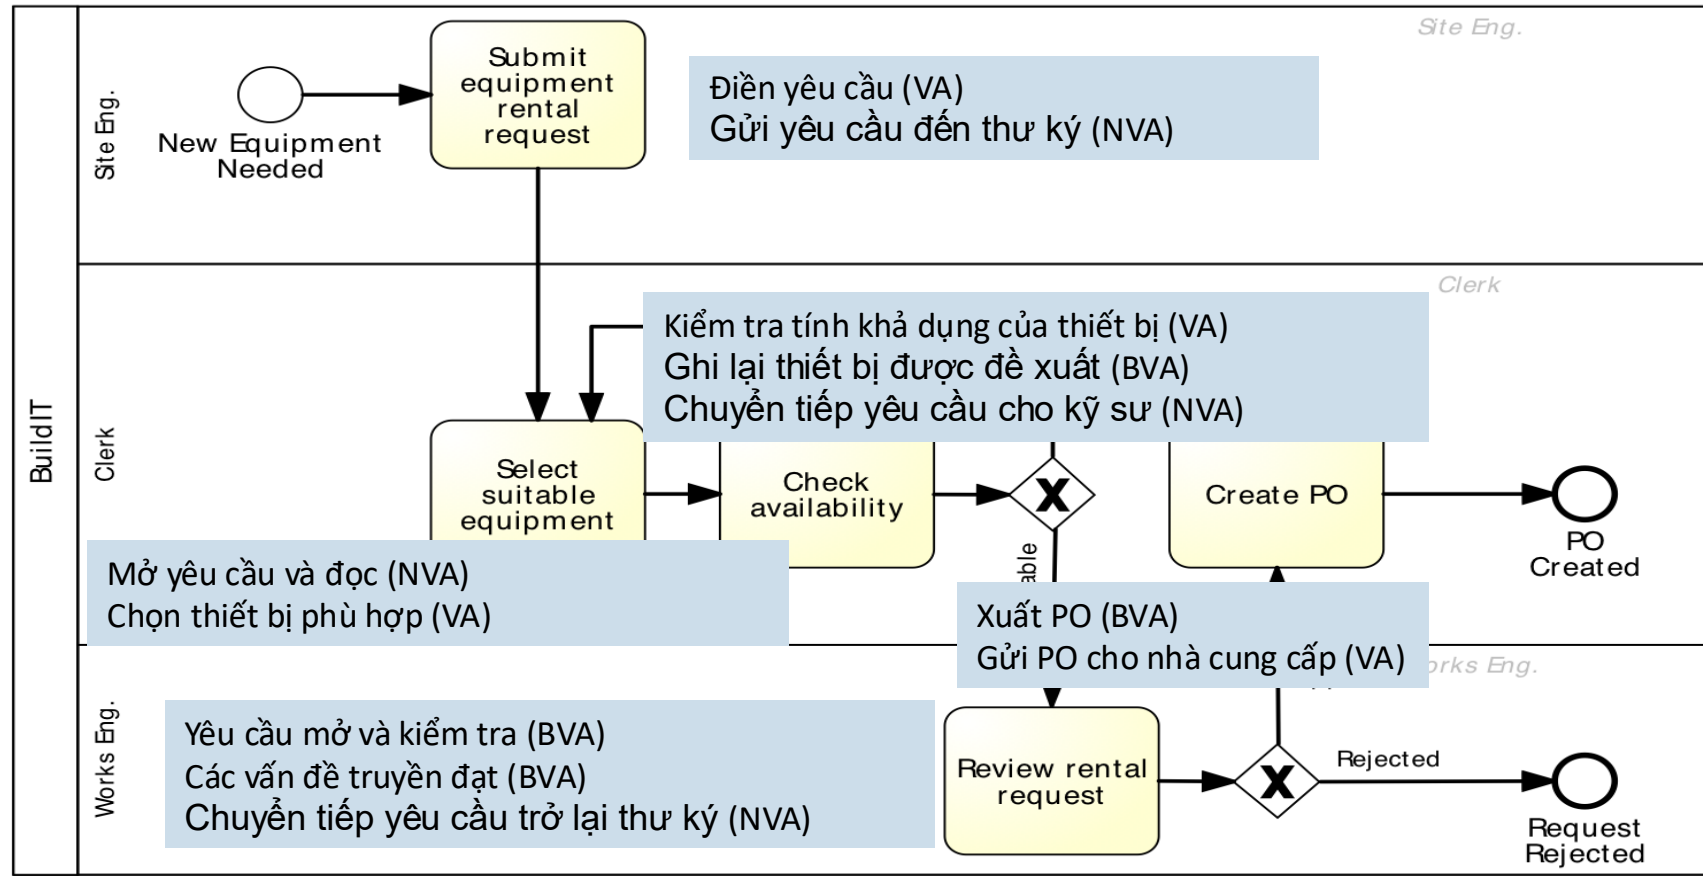 Site Eng.
Submit
equipment
rental
request
New Equipment
Needed
Điền yêu cầu (VA)
Gửi yêu cầu đến thư ký (NVA)
Site Eng.
BuildIT
Clerk
Clerk
Kiểm tra tính khả dụng của thiết bị (VA)
Ghi lại thiết bị được đề xuất (BVA)
Chuyển tiếp yêu cầu cho kỹ sư (NVA)
Select
suitable
equipment
Check
availability
X
Create PO
PO
Created
Mở yêu cầu và đọc (NVA)
Chọn thiết bị phù hợp (VA)
Xuất PO (BVA)
Gửi PO cho nhà cung cấp (VA)
Eng.
Works Eng.
Yêu cầu mở và kiểm tra (BVA)
Các vấn đề truyền đạt (BVA)
Chuyển tiếp yêu cầu trở lại thư ký (NVA)
Review rental
request
X
Rejected
Request
Rejected